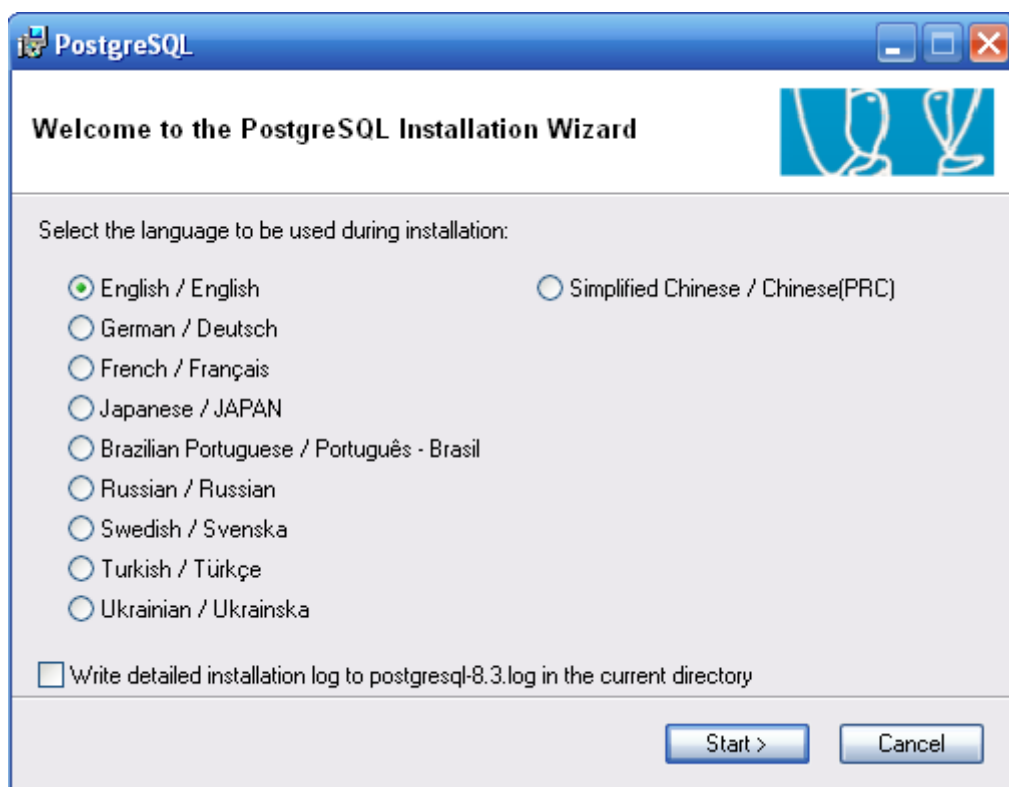 PostgreSQL
Welcome to the PostgreSQL Installation Wizard
Select the language to be used during installation:
English / English
German / Deutsch
French / Français
Japanese / JAPAN
Brazilian Portuguese / Português - Brasil
Russian / Russian
Swedish / Svenska
Turkish / Türkçe
Ukrainian / Ukrainska
Simplified Chinese / Chinese(PRC)
Write detailed installation log to postgresql-8.3.log in the current directory
Start >
Cancel